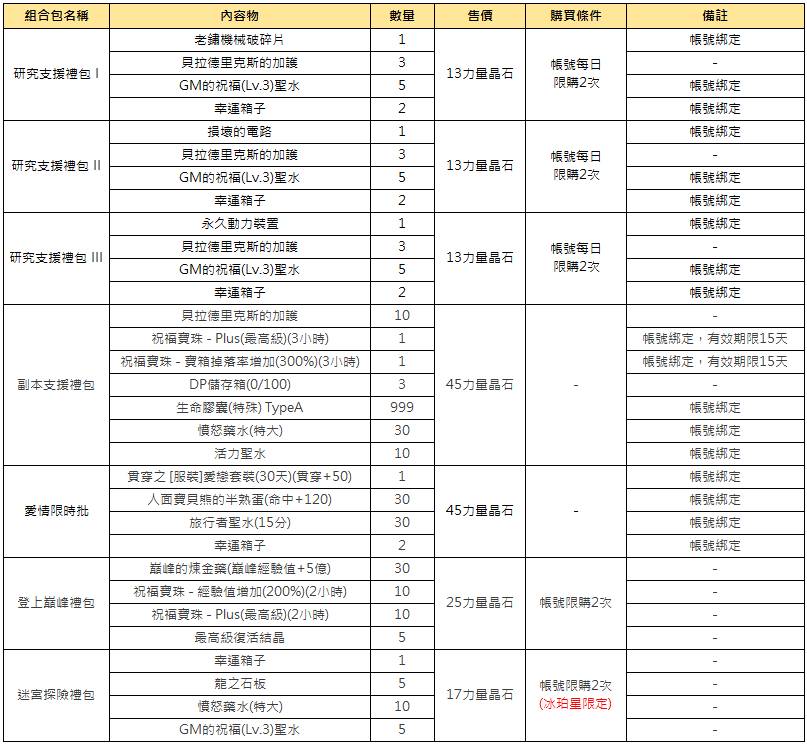 組合包名稱 內容物 數量 售價 購買條件 備註
研究支援禮包 I
老鏽機械破碎片 1 帳號綁定
貝拉德里克斯的加護 3 -
GM的祝福(Lv.3)聖水 5 帳號綁定
幸運箱子 2 帳號綁定
13力量晶石
帳號每日
限購2次
研究支援禮包 II
損壞的電路 1 帳號綁定
貝拉德里克斯的加護 3 -
GM的祝福(Lv.3)聖水 5 帳號綁定
幸運箱子 2 帳號綁定
13力量晶石
帳號每日
限購2次
研究支援禮包 III
永久動力裝置 1 帳號綁定
貝拉德里克斯的加護 3 -
GM的祝福(Lv.3)聖水 5 帳號綁定
幸運箱子 2 帳號綁定
13力量晶石
帳號每日
限購2次
副本支援禮包
貝拉德里克斯的加護 10 -
祝福寶珠 - Plus(最高級)(3小時) 1 帳號綁定，有效期限15天
祝福寶珠 - 寶箱掉落率增加(300%)(3小時) 1 帳號綁定，有效期限15天
DP儲存箱(0/100) 3 -
生命膠囊(特殊) TypeA 999 帳號綁定
憤怒藥水(特大) 30 帳號綁定
活力聖水 10 帳號綁定
45力量晶石
-
愛情限時批
貫穿之 [服裝]愛戀套裝(30天)(貫穿+50) 1 帳號綁定
人面寶貝熊的半熟蛋(命中+120) 30 帳號綁定
旅行者聖水(15分) 30 帳號綁定
幸運箱子 2 帳號綁定
45力量晶石
-
登上巔峰禮包
巔峰的煉金藥(巔峰經驗值+5億) 30 -
祝福寶珠 - 經驗值增加(200%)(2小時) 10 -
祝福寶珠 - Plus(最高級)(2小時) 10 -
最高級復活結晶 5 -
25力量晶石
帳號限購2次
迷宮探險禮包
幸運箱子 1 -
龍之石板 5 -
憤怒藥水(特大) 10 -
GM的祝福(Lv.3)聖水 5 -
17力量晶石
帳號限購2次
(冰珀星限定)